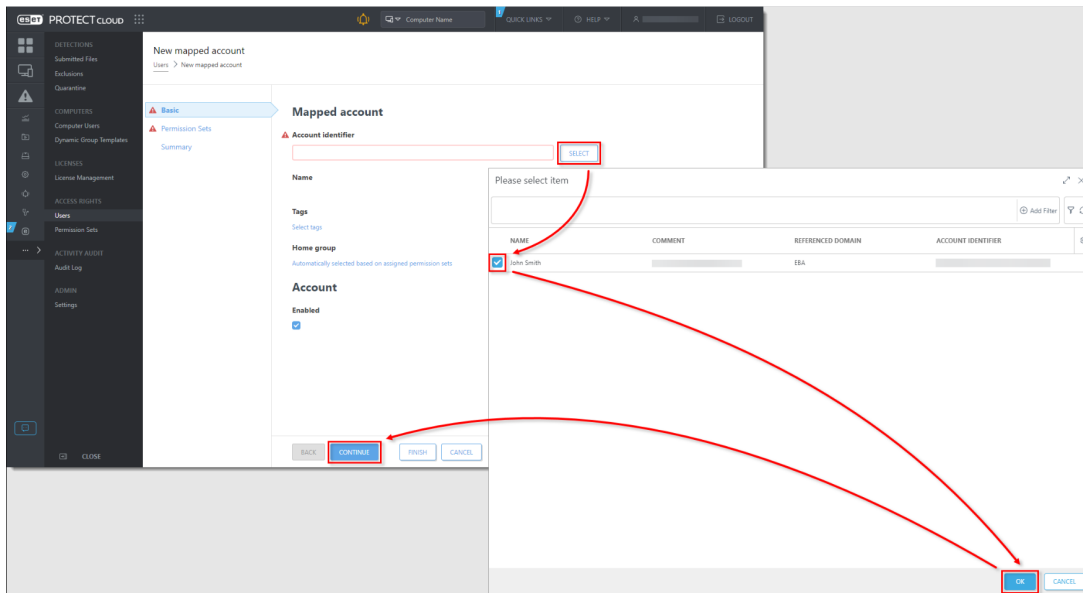 eset PROTECT CLOUD
Computer Name
QUICK LINKS
HELP
LOGOUT
DETECTIONS
Submitted Files
Exclusions
Quarantine
COMPUTERS
Computer Users
Dynamic Group Templates
LICENSES
License Management
ACCESS RIGHTS
Users
Permission Sets
ACTIVITY AUDIT
Audit Log
ADMIN
Settings
CLOSE
New mapped account
Users > New mapped account
Basic
Permission Sets
Summary
Mapped account
Account identifier
SELECT
Name
Tags
Select tags
Home group
Automatically selected based on assigned permission sets
Account
Enabled
BACK CONTINUE FINISH CANCEL
Please select item
Add Filter
NAME COMMENT REFERENCED DOMAIN ACCOUNT IDENTIFIER
John Smith EBA
OK CANCEL